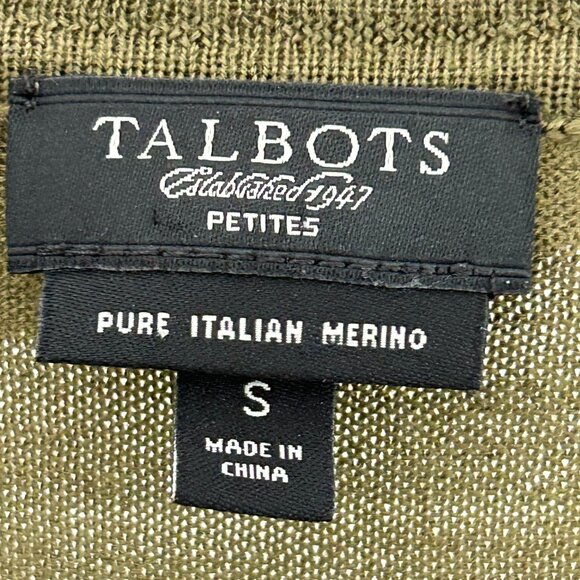 TALBOTS
Established 1947
PETITES
PURE ITALIAN MERINO
S
MADE IN
CHINA